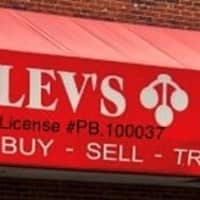 LEV'S
License #PB.100037
BUY - SELL - TR